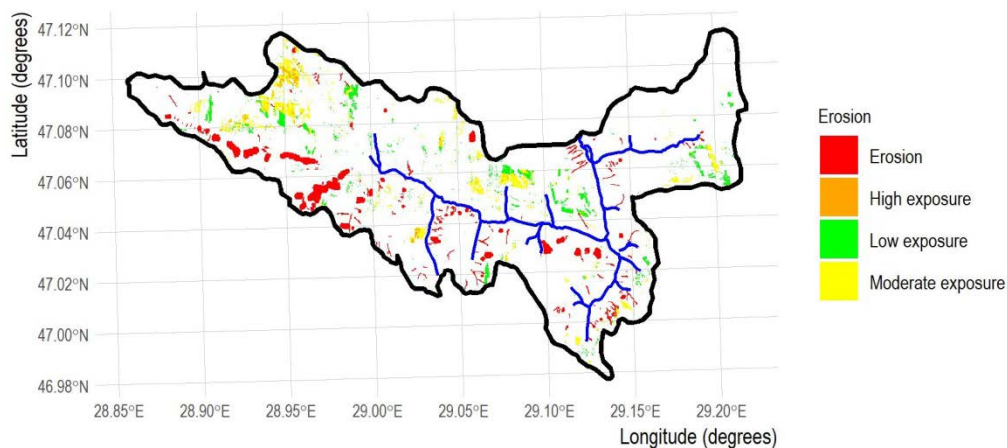 Latitude (degrees)
47.12°N
47.10°N
47.08°N
47.06°N
47.04°N
47.02°N
47.00°N
46.98°N
28.85°E
28.90°E
28.95°E
29.00°E
29.05°E
29.10°E
29.15°E
29.20°E
Longitude (degrees)
Erosion
Erosion
High exposure
Low exposure
Moderate exposure